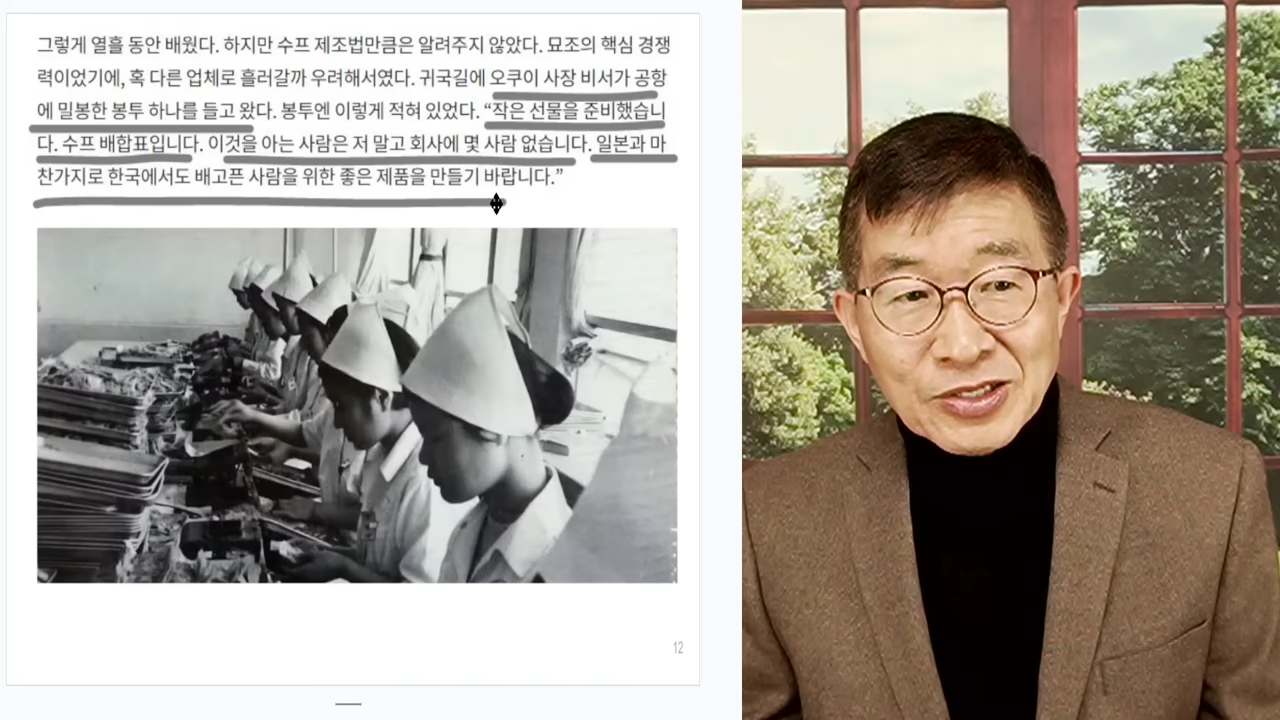 그렇게 열흘 동안 배웠다. 하지만 수프 제조법만큼은 알려주지 않았다. 묘조의 핵심 경쟁
력이었기에, 혹 다른 업체로 흘러갈까 우려해서였다. 귀국길에 오쿠이 사장 비서가 공항
에 밀봉한 봉투 하나를 들고 왔다. 봉투엔 이렇게 적혀 있었다. “작은 선물을 준비했습니
다. 수프 배합표입니다. 이것을 아는 사람은 저 말고 회사에 몇 사람 없습니다. 일본과 마
찬가지로 한국에서도 배고픈 사람을 위한 좋은 제품을 만들기 바랍니다.”
12